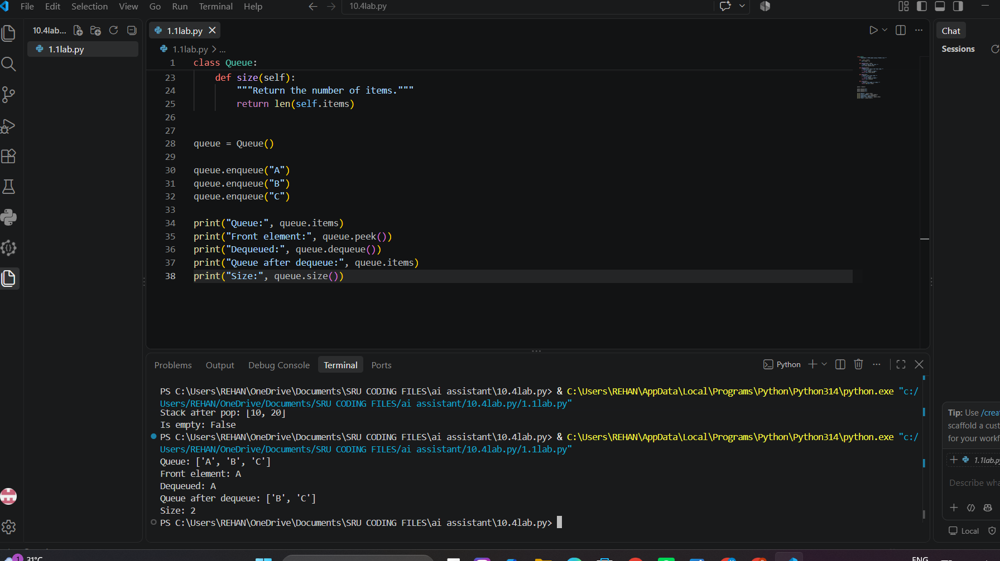 File Edit Selection View Go Run Terminal Help
10.4lab.py
10.4lab...
1.1lab.py
1.1lab.py
1.1lab.py > ...
1 class Queue:
23 def size(self):
24 """Return the number of items."""
25 return len(self.items)
26
27
28 queue = Queue()
29
30 queue.enqueue("A")
31 queue.enqueue("B")
32 queue.enqueue("C")
33
34 print("Queue:", queue.items)
35 print("Front element:", queue.peek())
36 print("Dequeued:", queue.dequeue())
37 print("Queue after dequeue:", queue.items)
38 print("Size:", queue.size())
Problems Output Debug Console Terminal Ports
Python
PS C:\Users\REHAN\OneDrive\Documents\SRU CODING FILES\ai assistant\10.4lab.py> & C:\Users\REHAN\AppData\Local\Programs\Python\Python314\python.exe "c:/
Users/REHAN/OneDrive/Documents/SRU CODING FILES/ai assistant/10.4lab.py/1.1lab.py"
Stack after pop: [10, 20]
Is empty: False
PS C:\Users\REHAN\OneDrive\Documents\SRU CODING FILES\ai assistant\10.4lab.py> & C:\Users\REHAN\AppData\Local\Programs\Python\Python314\python.exe "c:/
Users/REHAN/OneDrive/Documents/SRU CODING FILES/ai assistant/10.4lab.py/1.1lab.py"
Queue: ['A', 'B', 'C']
Front element: A
Dequeued: A
Queue after dequeue: ['B', 'C']
Size: 2
PS C:\Users\REHAN\OneDrive\Documents\SRU CODING FILES\ai assistant\10.4lab.py>
Chat
Sessions
Tip: Use /crea
scaffold a cust
for your workf
1.1lab.py
Describe wha
Local
1
31°C
ENG